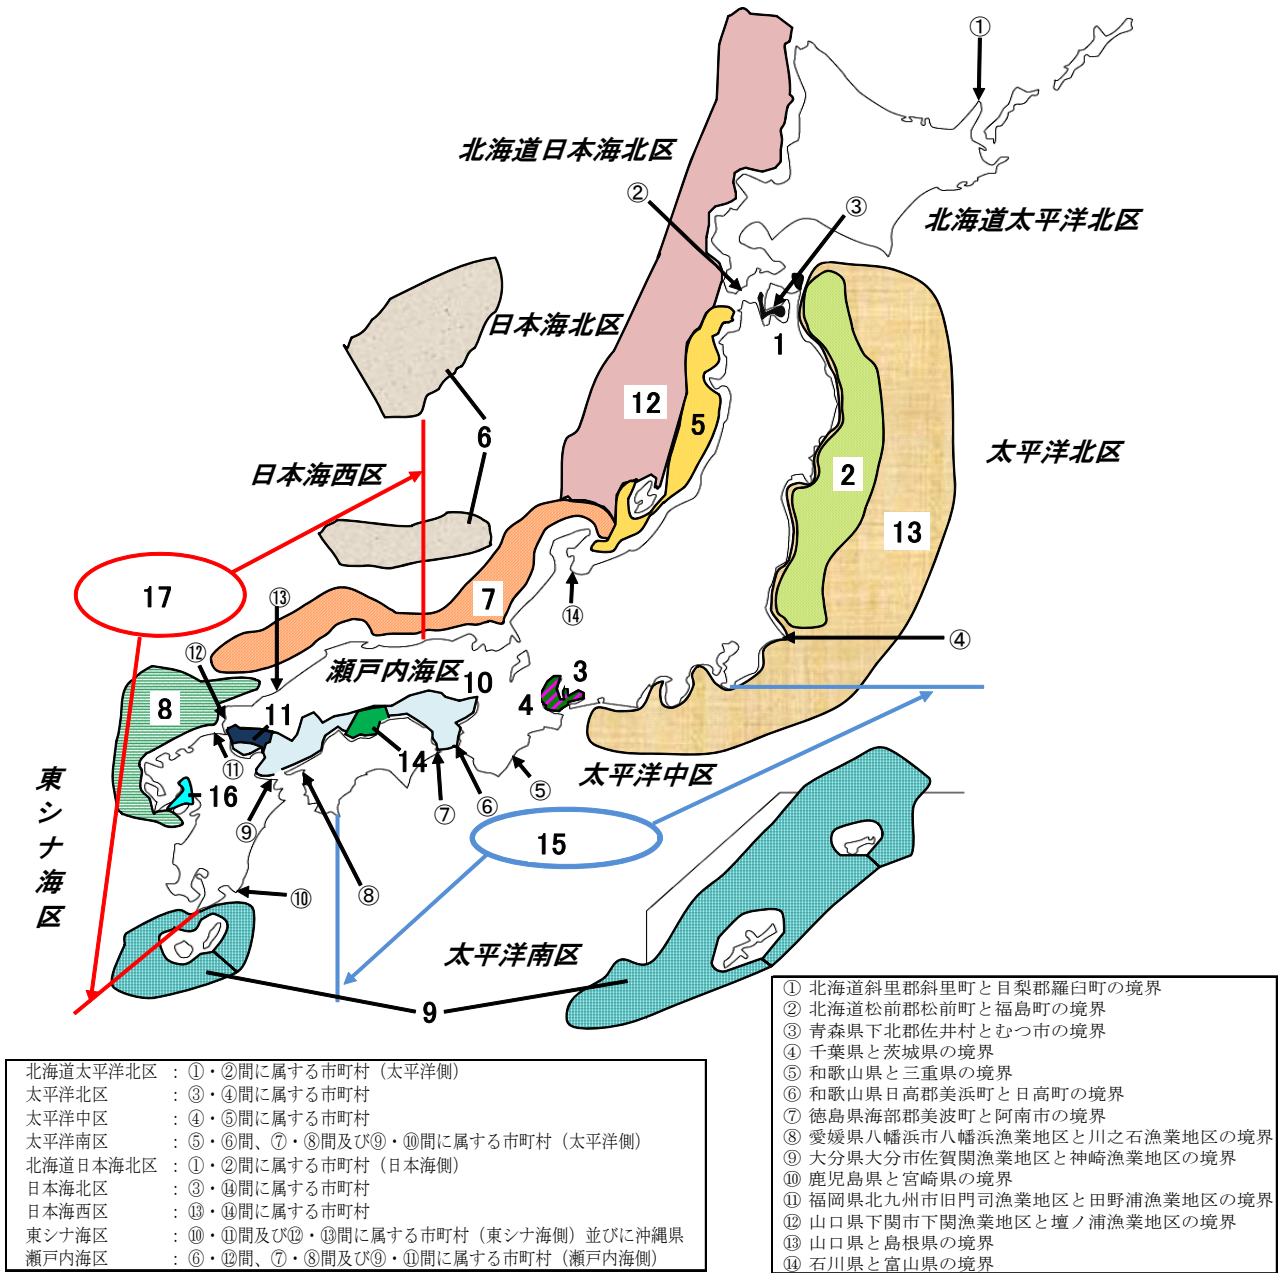 ①
北海道日本海北区
②
③
北海道太平洋北区
日本海北区
1
12
5
6
太平洋北区
日本海西区
2
13
17
7
⑬
⑭
④
⑫
瀬戸内海区
3
10
4
8
11
太平洋中区
14
⑪
東シナ海区
16
⑤
⑥
⑦
⑨
15
⑧
⑩
太平洋南区
9
① 北海道斜里郡斜里町と目梨郡羅臼町の境界
② 北海道松前郡松前町と福島町の境界
③ 青森県下北郡佐井村とむつ市の境界
④ 千葉県と茨城県の境界
⑤ 和歌山県と三重県の境界
⑥ 和歌山県日高郡美浜町と日高町の境界
⑦ 徳島県海部郡美波町と阿南市の境界
⑧ 愛媛県八幡浜市八幡浜漁業地区と川之石漁業地区の境界
⑨ 大分県大分市佐賀関漁業地区と神崎漁業地区の境界
⑩ 鹿児島県と宮崎県の境界
⑪ 福岡県北九州市旧門司漁業地区と田野浦漁業地区の境界
⑫ 山口県下関市下関漁業地区と壇ノ浦漁業地区の境界
⑬ 山口県と島根県の境界
⑭ 石川県と富山県の境界
北海道太平洋北区 : ①・②間に属する市町村（太平洋側）
太平洋北区 : ③・④間に属する市町村
太平洋中区 : ④・⑤間に属する市町村
太平洋南区 : ⑤・⑥間、⑦・⑧間及び⑨・⑩間に属する市町村（太平洋側）
北海道日本海北区 : ①・②間に属する市町村（日本海側）
日本海北区 : ③・⑭間に属する市町村
日本海西区 : ⑬・⑭間に属する市町村
東シナ海区 : ⑩・⑪間及び⑫・⑬間に属する市町村（東シナ海側）並びに沖縄県
瀬戸内海区 : ⑥・⑫間、⑦・⑧間及び⑨・⑪間に属する市町村（瀬戸内海側）